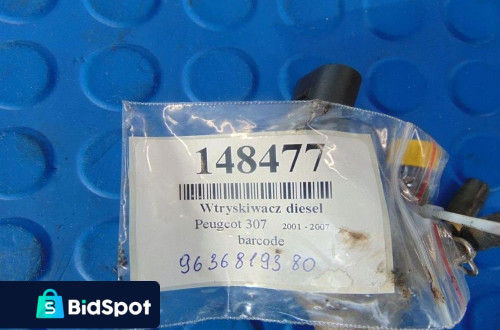 148477
Wtryskiwacz diesel
Peugeot 307 2001 - 2007
barcode
9636819380
S
BidSpot